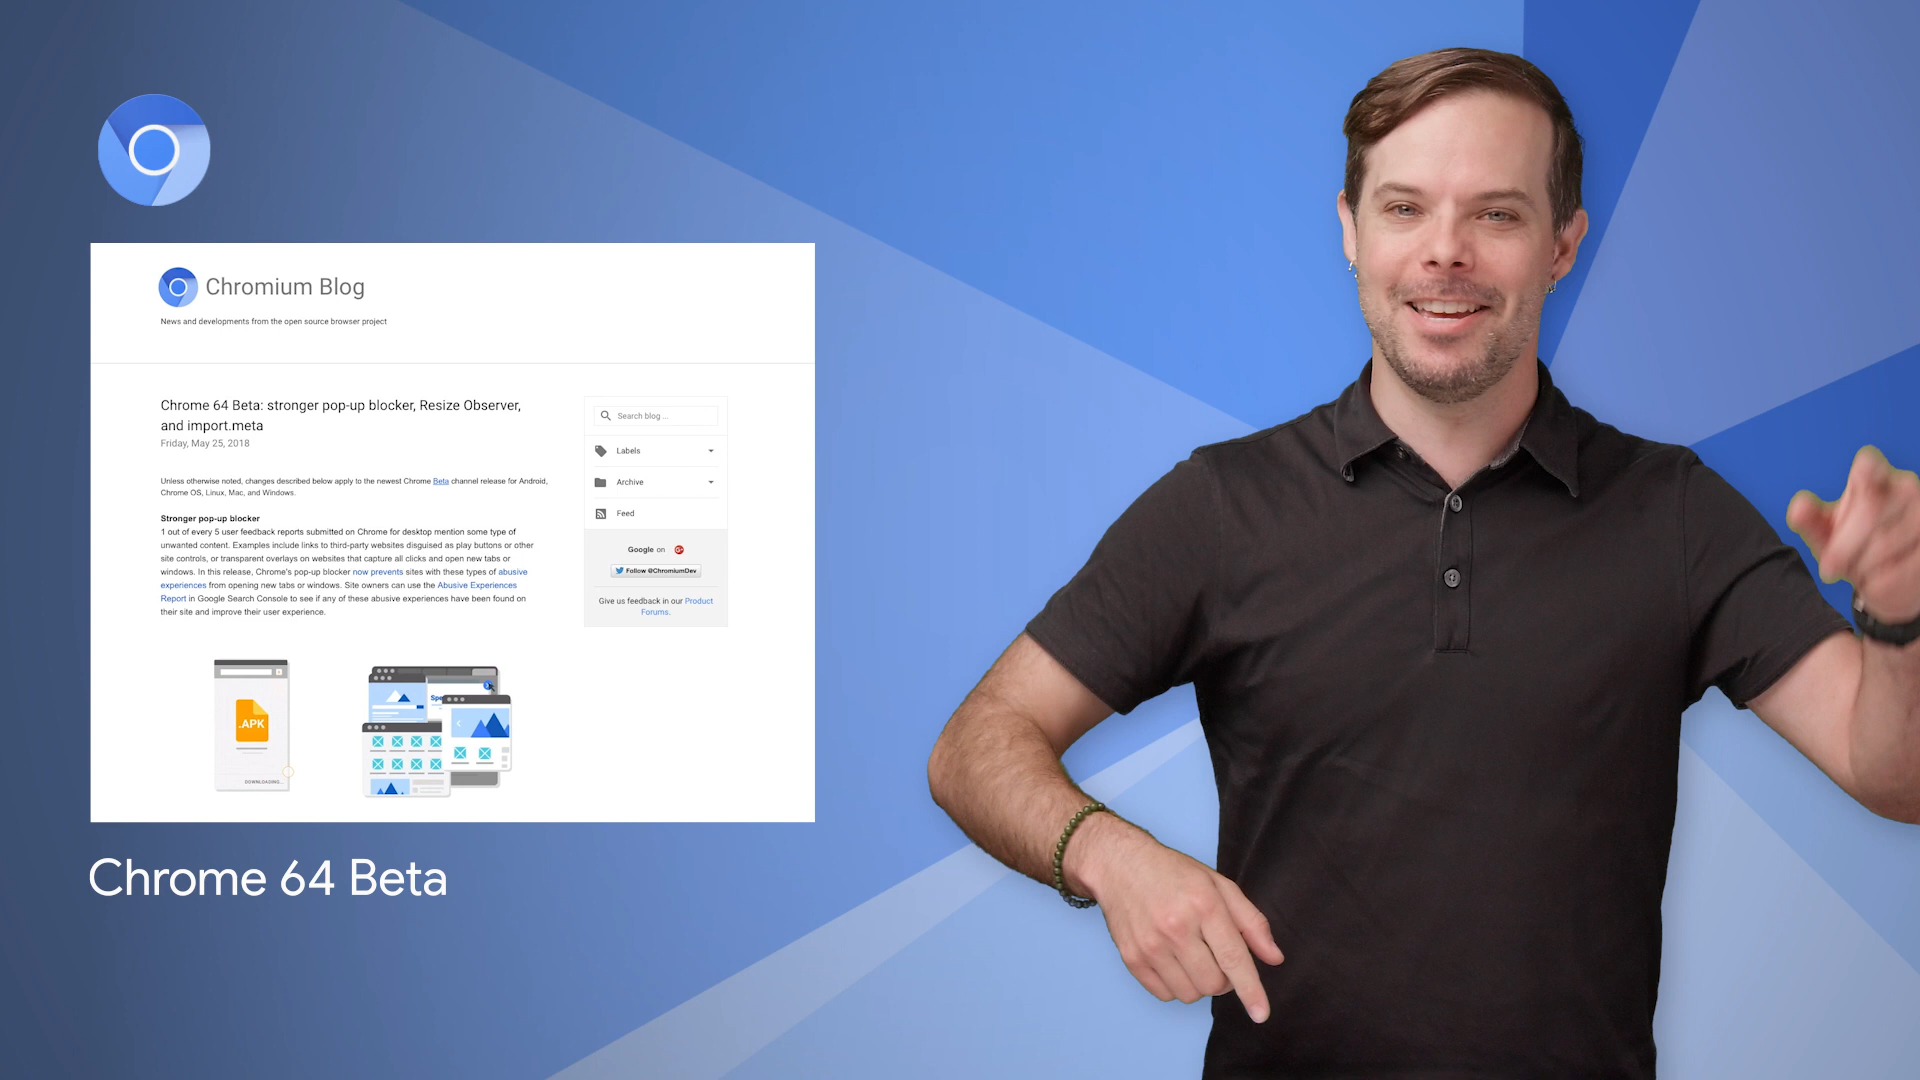 Chromium Blog
News and developments from the open source browser project
Chrome 64 Beta: stronger pop-up blocker, Resize Observer,
and import.meta
Friday, May 25, 2018
Unless otherwise noted, changes described below apply to the newest Chrome Beta channel release for Android,
Chrome OS, Linux, Mac, and Windows.
Stronger pop-up blocker
1 out of every 5 user feedback reports submitted on Chrome for desktop mention some type of
unwanted content. Examples include links to third-party websites disguised as play buttons or other
site controls, or transparent overlays on websites that capture all clicks and open new tabs or
windows. In this release, Chrome's pop-up blocker now prevents sites with these types of abusive
experiences from opening new tabs or windows. Site owners can use the Abusive Experiences
Report in Google Search Console to see if any of these abusive experiences have been found on
their site and improve their user experience.
.APK
DOWNLOADING...
Spe
Search blog ...
Labels
Archive
Feed
Google on G+
Follow @ChromiumDev
Give us feedback in our Product
Forums.
Chrome 64 Beta